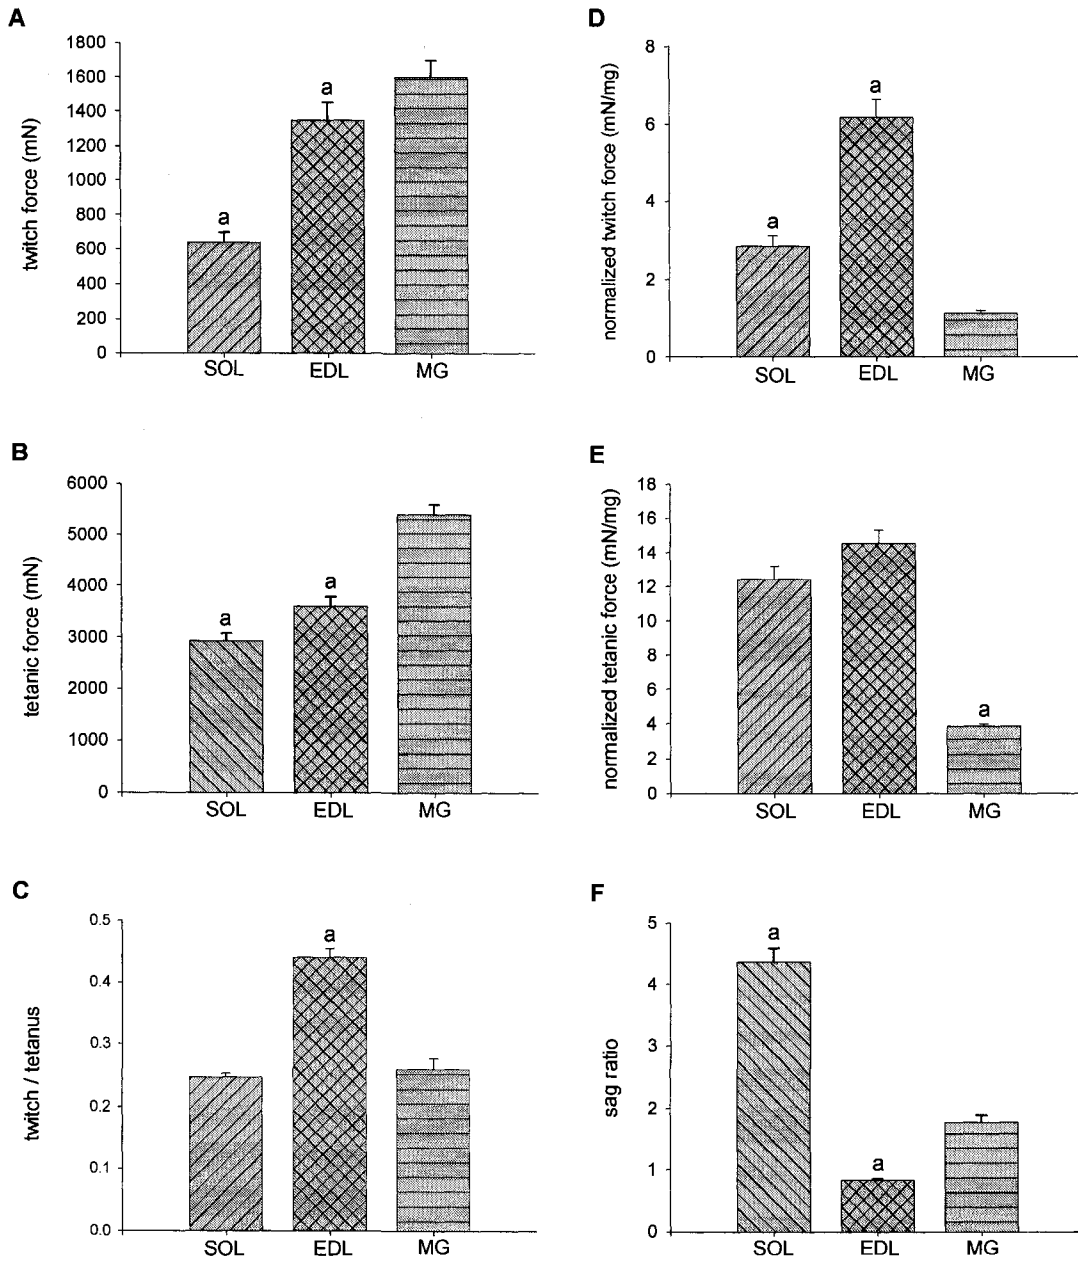 A
twitch force (mN)
1800
1600
1400
1200
1000
800
600
400
200
0
a
a
SOL
EDL
MG
D
normalized twitch force (mN/mg)
8
6
4
2
0
a
a
SOL
EDL
MG
B
tetanic force (mN)
6000
5000
4000
3000
2000
1000
0
a
a
SOL
EDL
MG
E
normalized tetanic force (mN/mg)
18
16
14
12
10
8
6
4
2
0
a
SOL
EDL
MG
C
twitch / tetanus
0.5
0.4
0.3
0.2
0.1
0.0
a
SOL
EDL
MG
F
sag ratio
5
4
3
2
1
0
a
a
SOL
EDL
MG